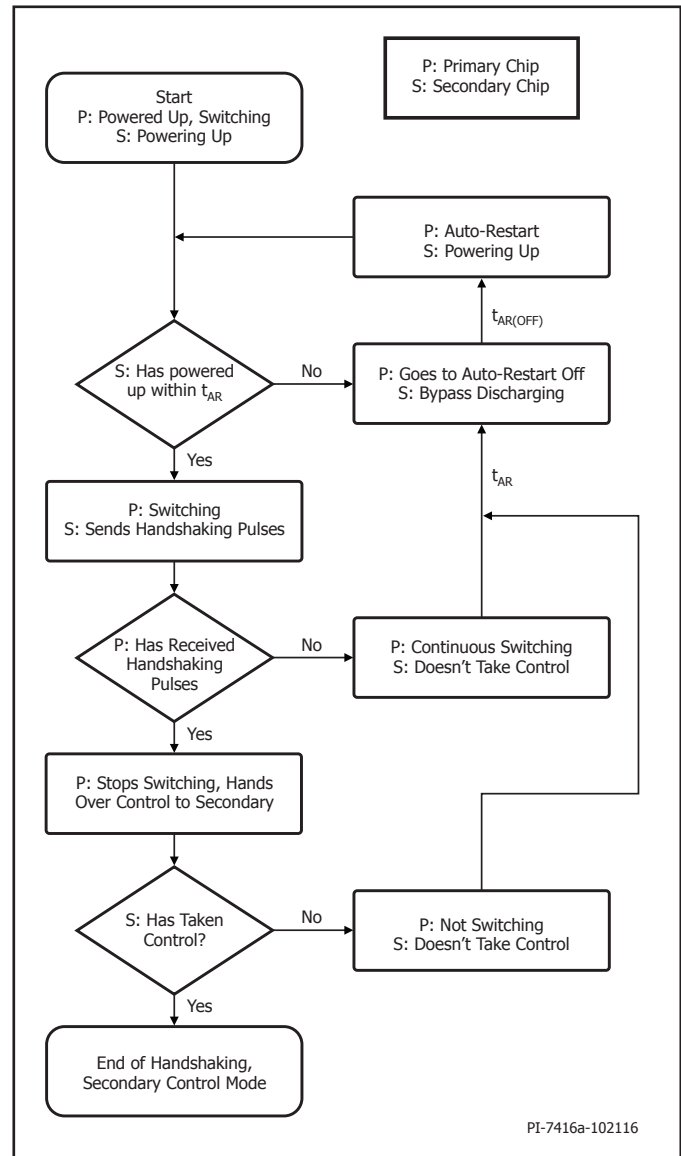 P: Primary Chip
S: Secondary Chip
Start
P: Powered Up, Switching
S: Powering Up
P: Auto-Restart
S: Powering Up
tAR(OFF)
S: Has powered
up within tAR
No
P: Goes to Auto-Restart Off
S: Bypass Discharging
Yes
tAR
P: Switching
S: Sends Handshaking Pulses
P: Has Received
Handshaking
Pulses
No
P: Continuous Switching
S: Doesn't Take Control
Yes
P: Stops Switching, Hands
Over Control to Secondary
S: Has Taken
Control?
No
P: Not Switching
S: Doesn't Take Control
Yes
End of Handshaking,
Secondary Control Mode
PI-7416a-102116